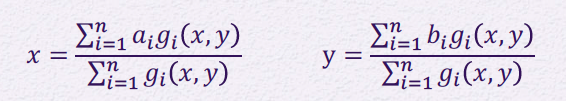 x = \frac{\sum_{i=1}^{n} a_i g_i(x,y)}{\sum_{i=1}^{n} g_i(x,y)} y = \frac{\sum_{i=1}^{n} b_i g_i(x,y)}{\sum_{i=1}^{n} g_i(x,y)}